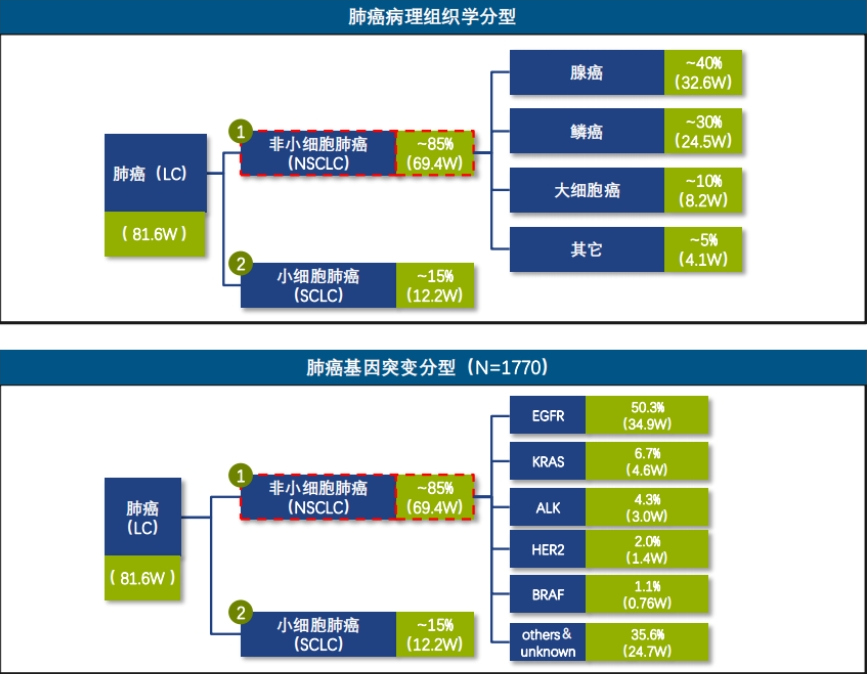 肺癌病理组织学分型
肺癌（LC）
（81.6W）
1
非小细胞肺癌
(NSCLC)
~85%
(69.4W)
2
小细胞肺癌
(SCLC)
~15%
(12.2W)
腺癌
~40%
(32.6W)
鳞癌
~30%
(24.5W)
大细胞癌
~10%
(8.2W)
其它
~5%
(4.1W)
肺癌基因突变分型（N=1770）
肺癌
(LC)
（81.6W）
1
非小细胞肺癌
(NSCLC)
~85%
(69.4W)
2
小细胞肺癌
(SCLC)
~15%
(12.2W)
EGFR
50.3%
(34.9W)
KRAS
6.7%
(4.6W)
ALK
4.3%
(3.0W)
HER2
2.0%
(1.4W)
BRAF
1.1%
(0.76W)
others&
unknown
35.6%
(24.7W)